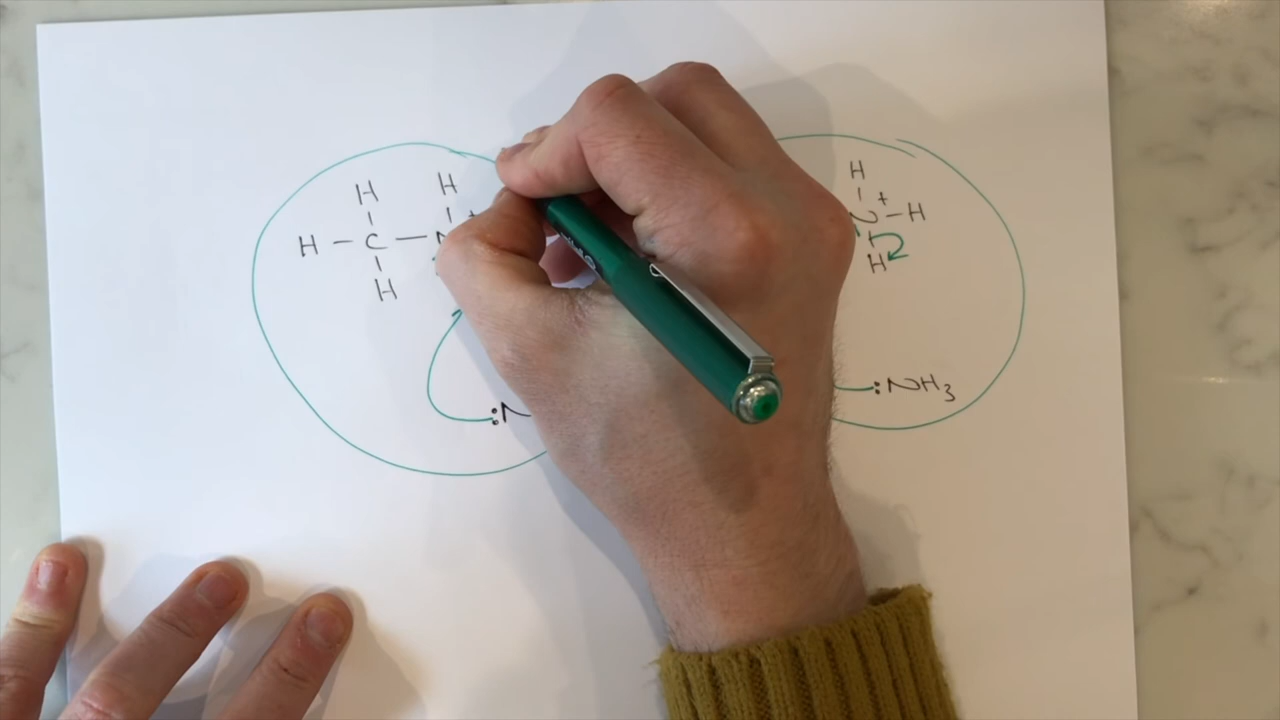 H H
H – C – N +
H
: N
H
N + – H
H
: NH3